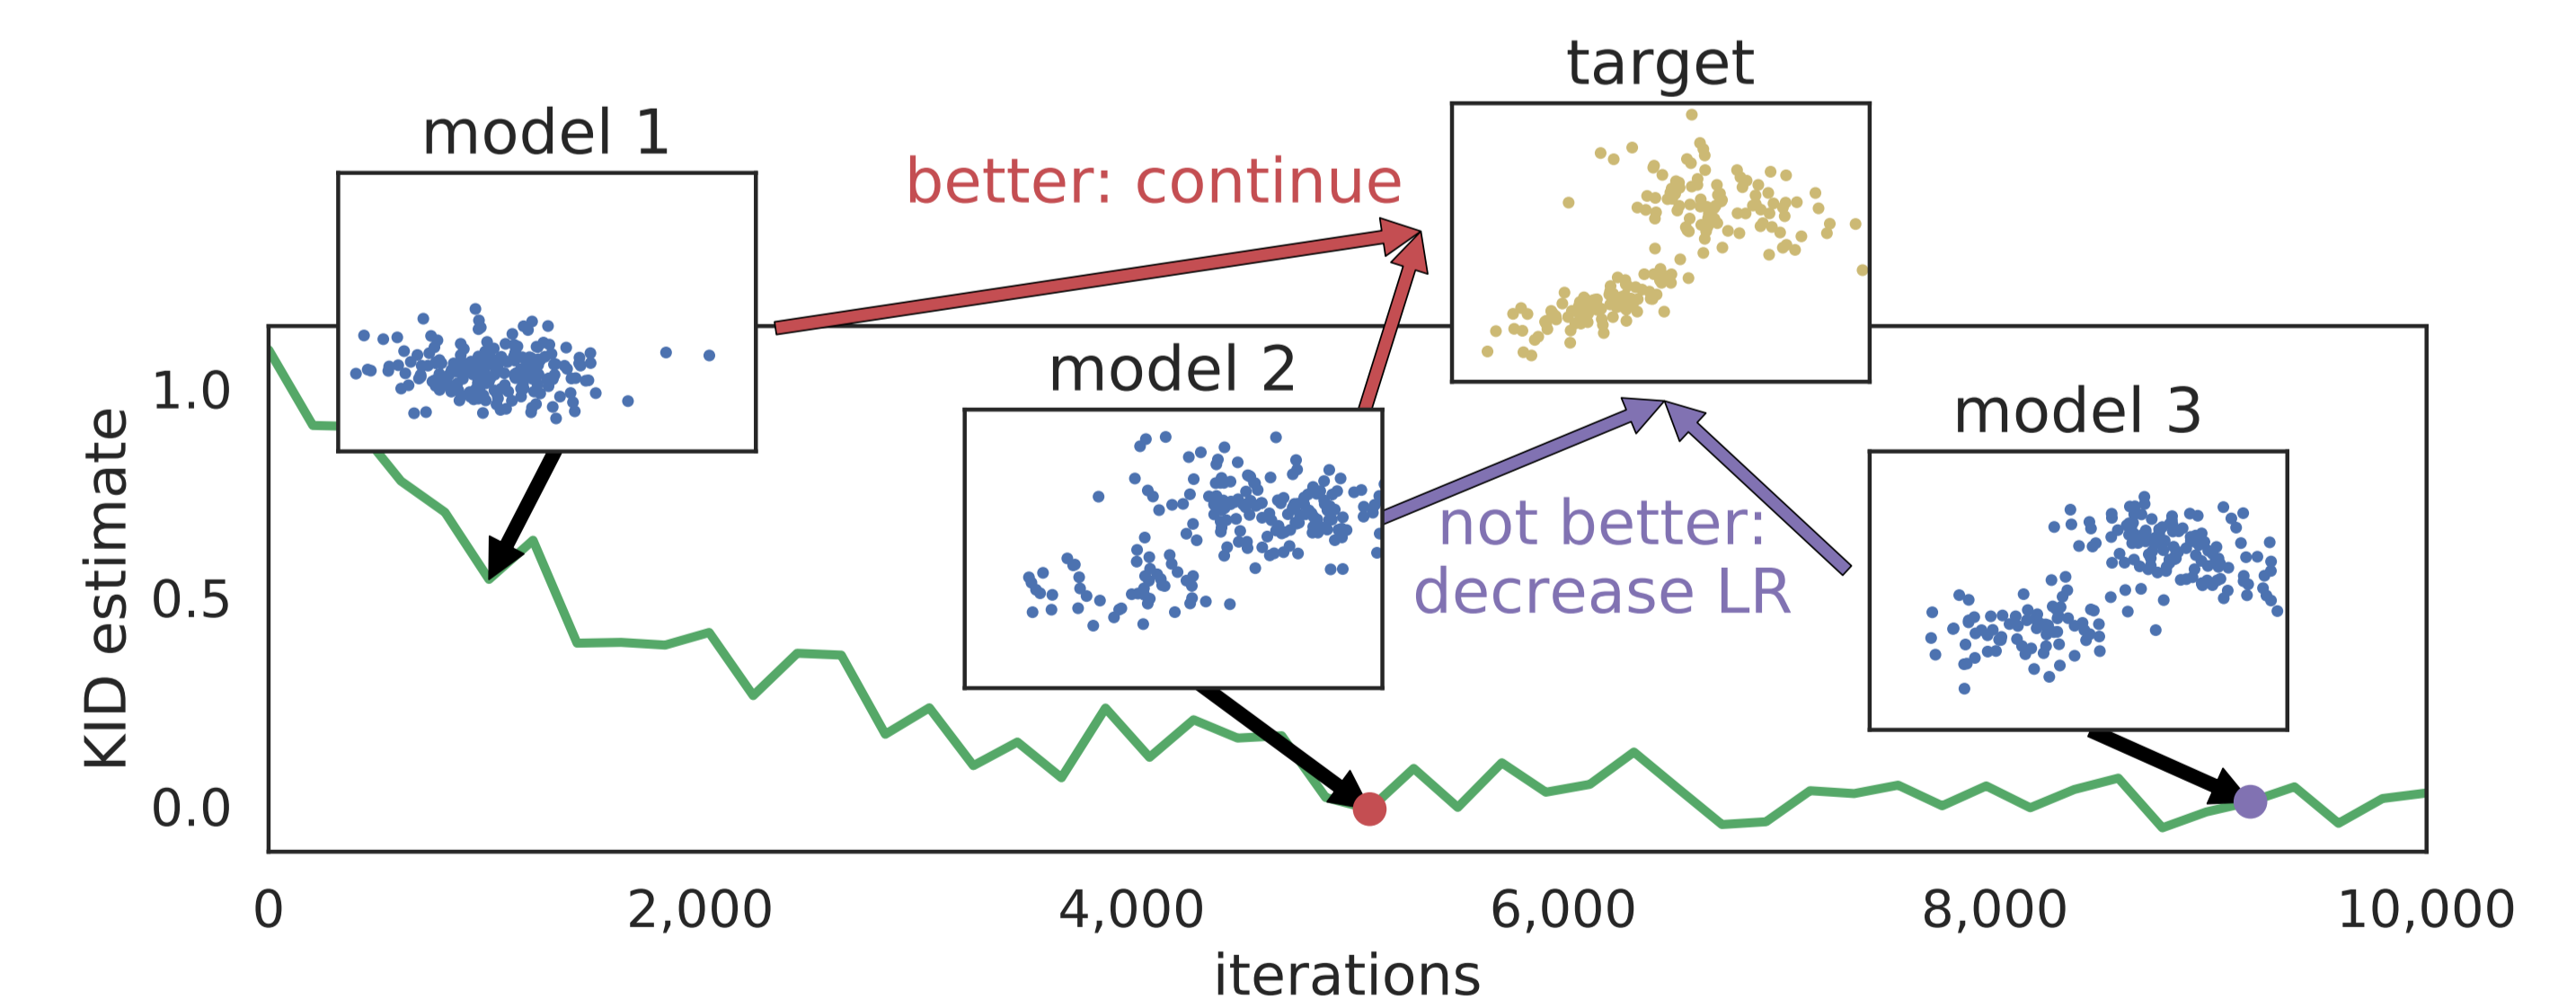 target
model 1
better: continue
model 2
model 3
not better:
decrease LR
KID estimate
1.0
0.5
0.0
0
2,000
4,000
6,000
8,000
10,000
iterations